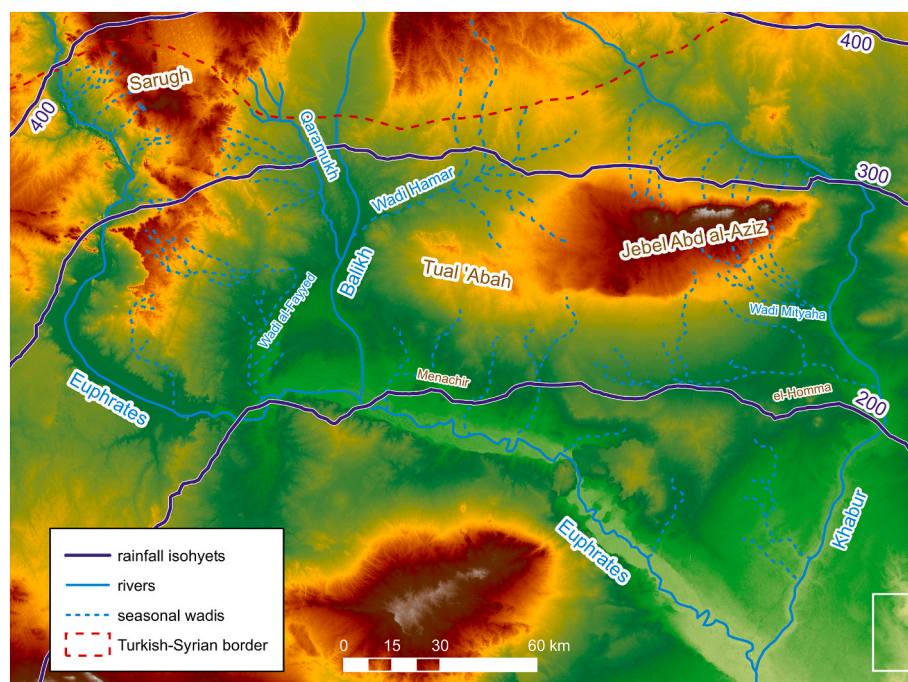 400
Sarugh
400
Qaramukh
300
Wadi Hamar
Jebel Abd al-Aziz
Balikh
Tual 'Abah
Wadi al-Fayyed
Wadi Mityaha
Euphrates
Menachir
el-Homma
200
Khabur
Euphrates
rainfall isohyets
rivers
seasonal wadis
Turkish-Syrian border
0 15 30 60 km